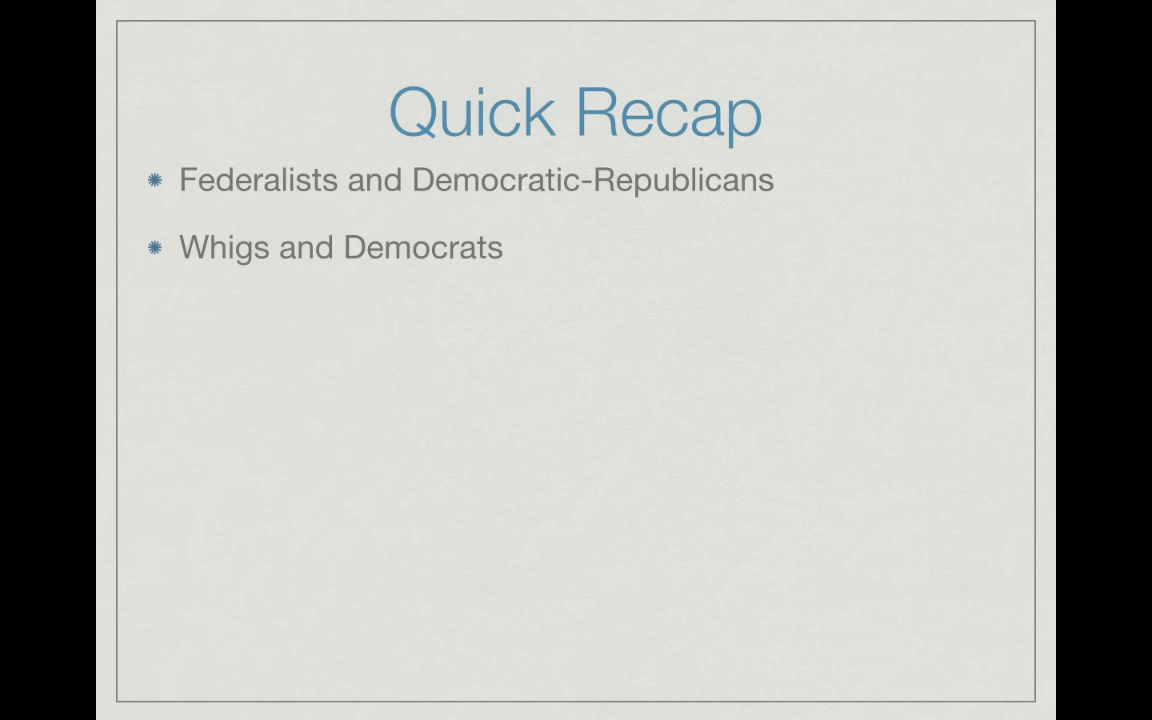 Quick Recap
Federalists and Democratic-Republicans
Whigs and Democrats